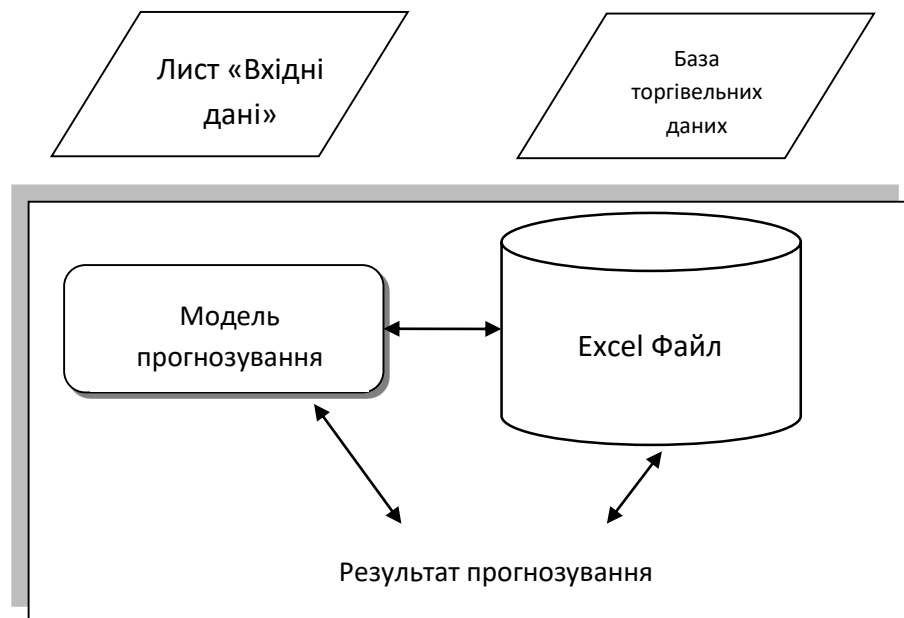 Лист «Вхідні
дані»
База
торгівельних
даних
Модель
прогнозування
Excel Файл
Результат прогнозування